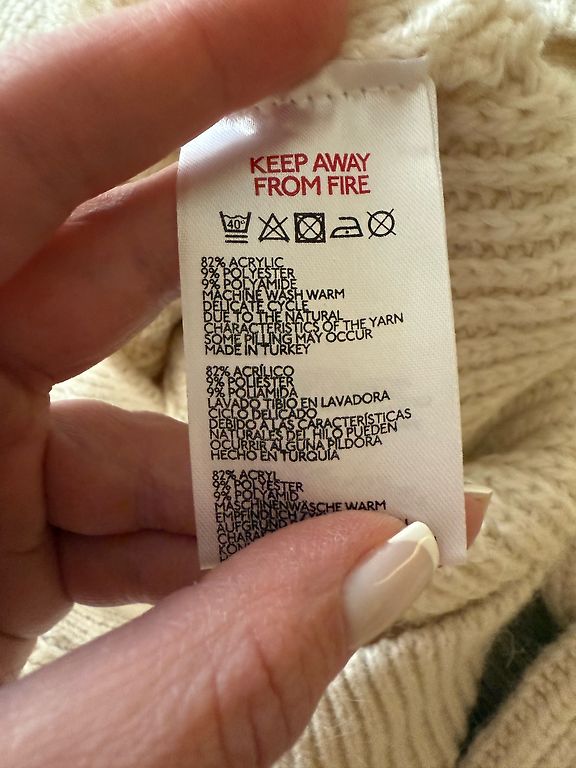 KEEP AWAY
FROM FIRE
40°
82% ACRYLIC
9% POLYESTER
9% POLYAMIDE
MACHINE WASH WARM
DELICATE CYCLE
DUE TO THE NATURAL
CHARACTERISTICS OF THE YARN
SOME PILLING MAY OCCUR
MADE IN TURKEY
82% ACRÍLICO
9% POLIÉSTER
9% POLIAMIDA
LAVADO TIBIO EN LAVADORA
CICLO DELICADO
DEBIDO A LAS CARACTERÍSTICAS
NATURALES DEL HILO PUEDEN
OCURRIR ALGUNA PÍLDORA
HECHO EN TURQUÍA
82% ACRYL
9% POLYESTER
9% POLYAMID
MASCHINENWÄSCHE WARM